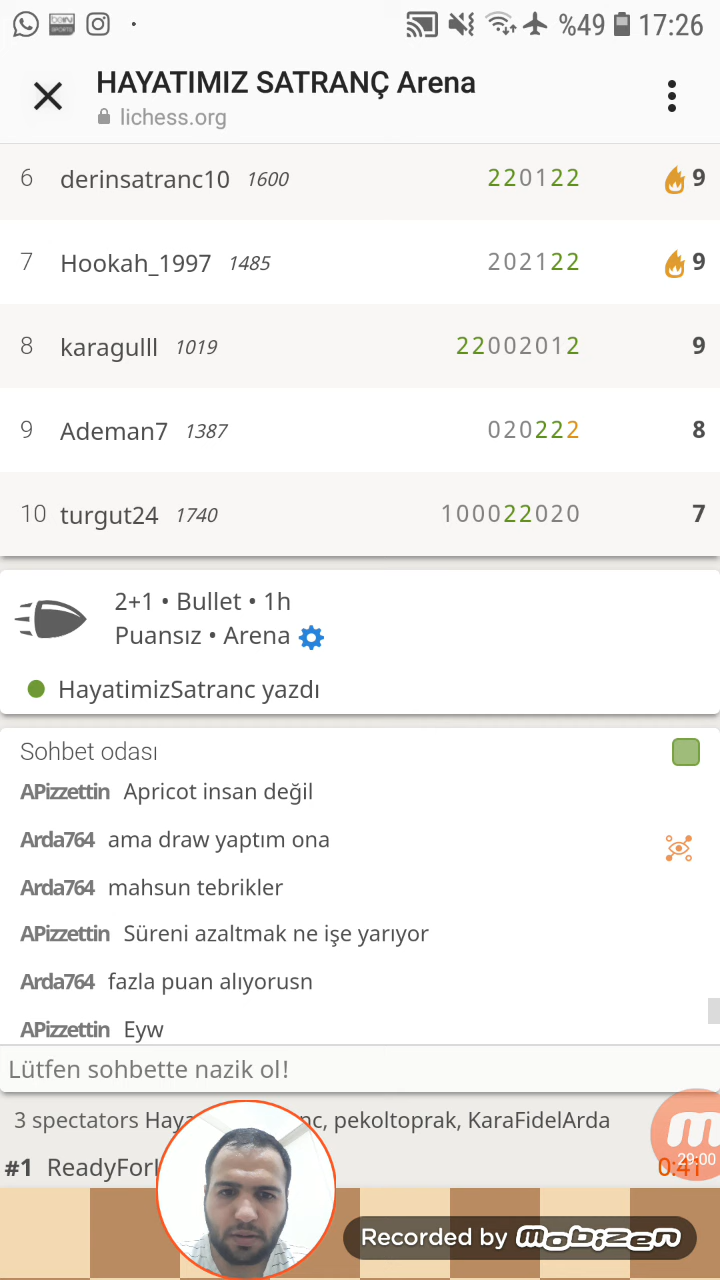 %49 17:26
HAYATIMIZ SATRANÇ Arena
lichess.org
6 derinsatranc10 1600 220122 9
7 Hookah_1997 1485 202122 9
8 karagulll 1019 22002012 9
9 Ademan7 1387 020222 8
10 turgut24 1740 100022020 7
2+1 • Bullet • 1h
Puansız • Arena
HayatimizSatranc yazdı
Sohbet odası
APizzettin Apricot insan değil
Arda764 ama draw yaptım ona
Arda764 mahsun tebrikler
APizzettin Süreni azaltmak ne işe yarıyor
Arda764 fazla puan alıyorusn
APizzettin Eyw
Lütfen sohbette nazik ol!
3 spectators pekoltoprak, KaraFidelArda
#1 0:41
29:00
Recorded by mobizen